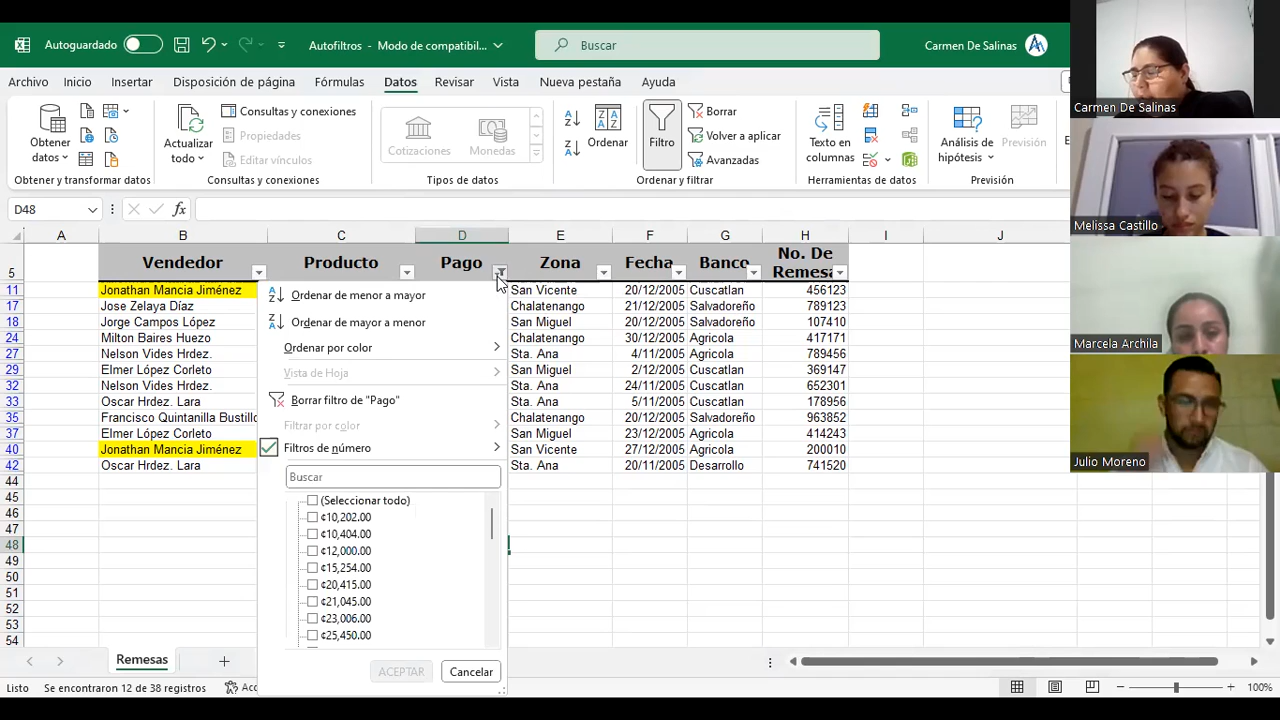 Autoguardado
Autofiltros - Modo de compatibil...
Buscar
Carmen De Salinas
Archivo Inicio Insertar Disposición de página Fórmulas Datos Revisar Vista Nueva pestaña Ayuda
Obtener datos
Actualizar todo
Consultas y conexiones
Propiedades
Editar vínculos
Cotizaciones Monedas
Ordenar
Filtro
Borrar
Volver a aplicar
Avanzadas
Texto en columnas
Análisis de hipótesis
Previsión
Obtener y transformar datos Consultas y conexiones Tipos de datos Ordenar y filtrar Herramientas de datos Previsión
D48
fx
A B C D E F G H I J
5 Vendedor Producto Pago Zona Fecha Banco No. De Remesa
11 Jonathan Mancia Jiménez San Vicente 20/12/2005 Cuscatlan 456123
17 Jose Zelaya Díaz Chalatenango 21/12/2005 Salvadoreño 789123
18 Jorge Campos López San Miguel 20/12/2005 Cuscatlan 107410
24 Milton Baires Huezo Chalatenango 30/12/2005 Agricola 417171
27 Nelson Vides Hrdez. Sta. Ana 4/11/2005 Salvadoreño 789456
29 Elmer López Corleto San Miguel 2/12/2005 Cuscatlan 369147
32 Nelson Vides Hrdez. Sta. Ana 24/11/2005 Cuscatlan 652301
33 Oscar Hrdez. Lara Sta. Ana 5/11/2005 Cuscatlan 178956
35 Francisco Quintanilla Bustillo Chalatenango 20/12/2005 Salvadoreño 963852
37 Elmer López Corleto San Miguel 23/12/2005 Agricola 414243
40 Jonathan Mancia Jiménez San Vicente 27/12/2005 Agricola 200010
42 Oscar Hrdez. Lara Sta. Ana 20/11/2005 Desarrollo 741520
44
45
46
47
48
49
50
51
52
53
54
Ordenar de menor a mayor
Ordenar de mayor a menor
Ordenar por color
Vista de Hoja
Borrar filtro de "Pago"
Filtrar por color
Filtros de número
Buscar
(Seleccionar todo)
¢10,202.00
¢10,404.00
¢12,000.00
¢15,254.00
¢20,415.00
¢21,045.00
¢23,006.00
¢25,450.00
ACEPTAR Cancelar
Remesas
Listo Se encontraron 12 de 38 registros
100%
Carmen De Salinas
Melissa Castillo
Marcela Archila
Julio Moreno